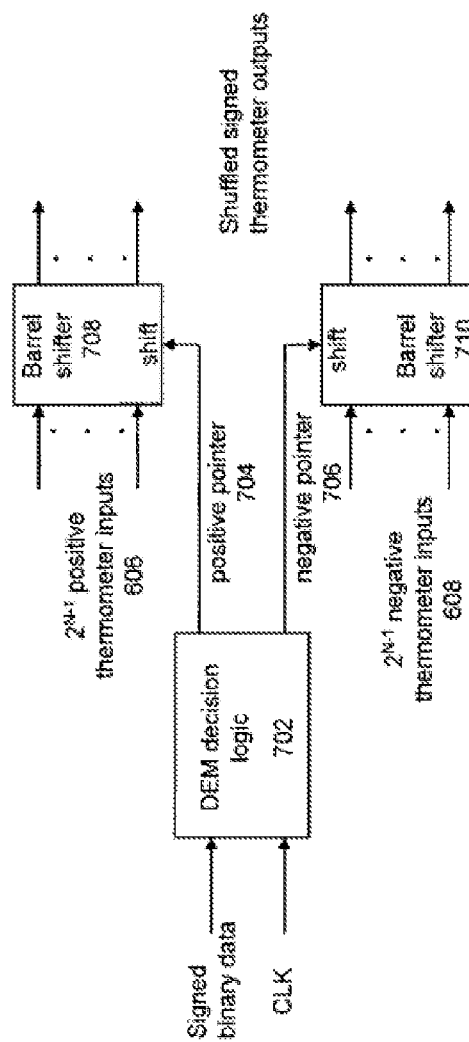 Signed
binary data
CLK
DEM decision
logic
702
positive pointer
704
negative pointer
706
2^N-1 positive
thermometer inputs
606
Barrel
shifter
708
shift
2^N-1 negative
thermometer inputs
608
shift
Barrel
shifter
710
Shuffled signed
thermometer outputs